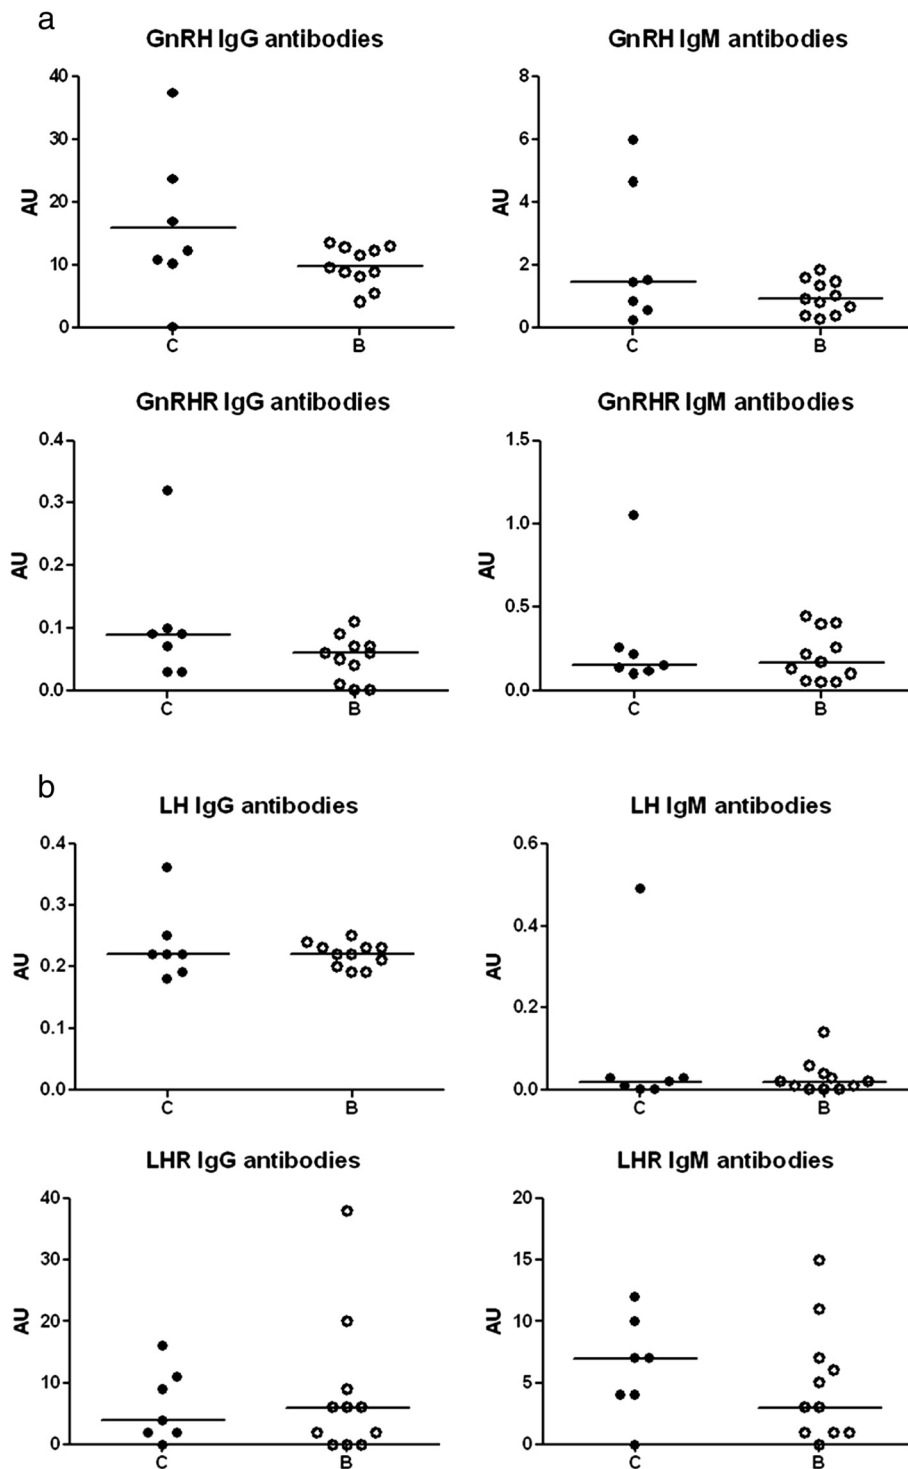 a
GnRH IgG antibodies
GnRH IgM antibodies
40
30
20
10
0
AU
C
B
8
6
4
2
0
AU
C
B
GnRHR IgG antibodies
GnRHR IgM antibodies
0.4
0.3
0.2
0.1
0.0
AU
C
B
1.5
1.0
0.5
0.0
AU
C
B
b
LH IgG antibodies
LH IgM antibodies
0.4
0.3
0.2
0.1
0.0
AU
C
B
0.6
0.4
0.2
0.0
AU
C
B
LHR IgG antibodies
LHR IgM antibodies
40
30
20
10
0
AU
C
B
20
15
10
5
0
AU
C
B